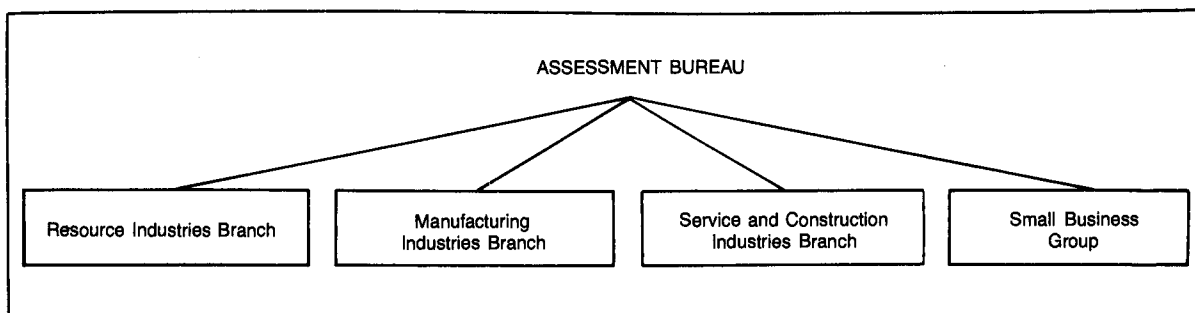 ASSESSMENT BUREAU
Resource Industries Branch
Manufacturing
Industries Branch
Service and Construction
Industries Branch
Small Business
Group